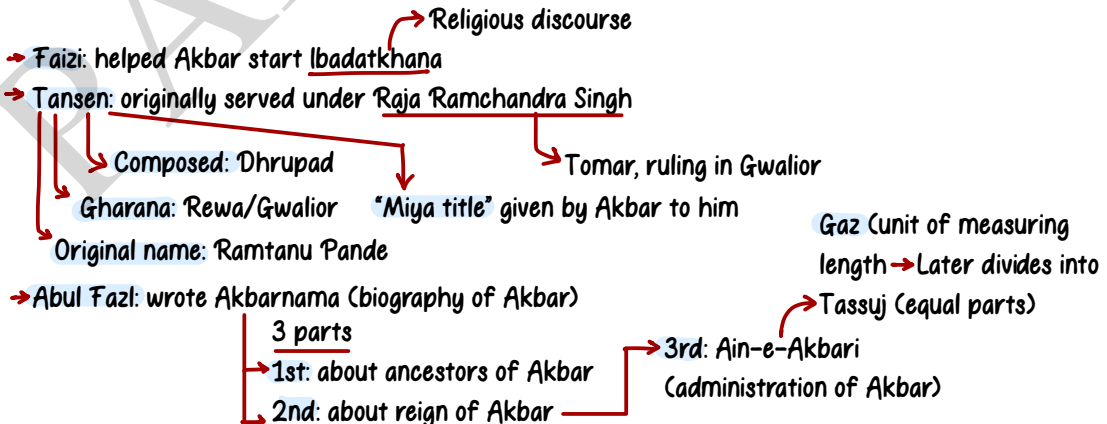 Religious discourse
Faizi: helped Akbar start Ibadatkhana
Tansen: originally served under Raja Ramchandra Singh
Composed: Dhrupad
Tomar, ruling in Gwalior
Gharana: Rewa/Gwalior
"Miya title" given by Akbar to him
Original name: Ramtanu Pande
Gaz (unit of measuring
length → Later divides into
Tassuj (equal parts)
Abul Fazl: wrote Akbarnama (biography of Akbar)
3 parts
1st: about ancestors of Akbar
2nd: about reign of Akbar
3rd: Ain-e-Akbari
(administration of Akbar)